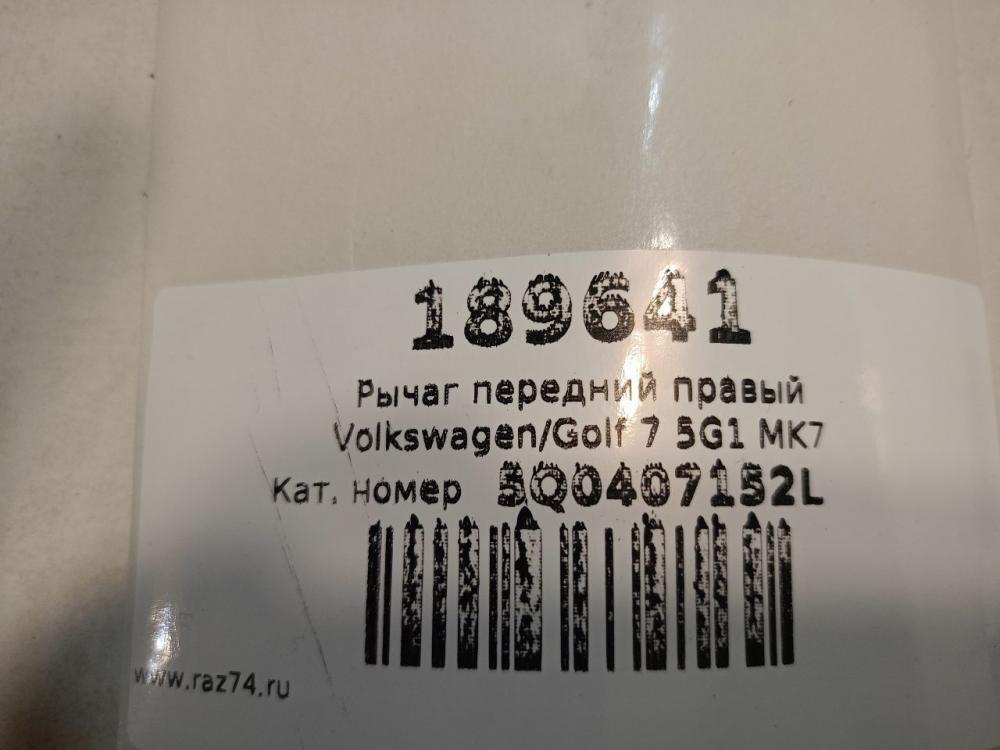 189641
Рычаг передний правый
Volkswagen/Golf 7 5G1 MK7
Кат. номер 5Q0407152L
www.raz74.ru